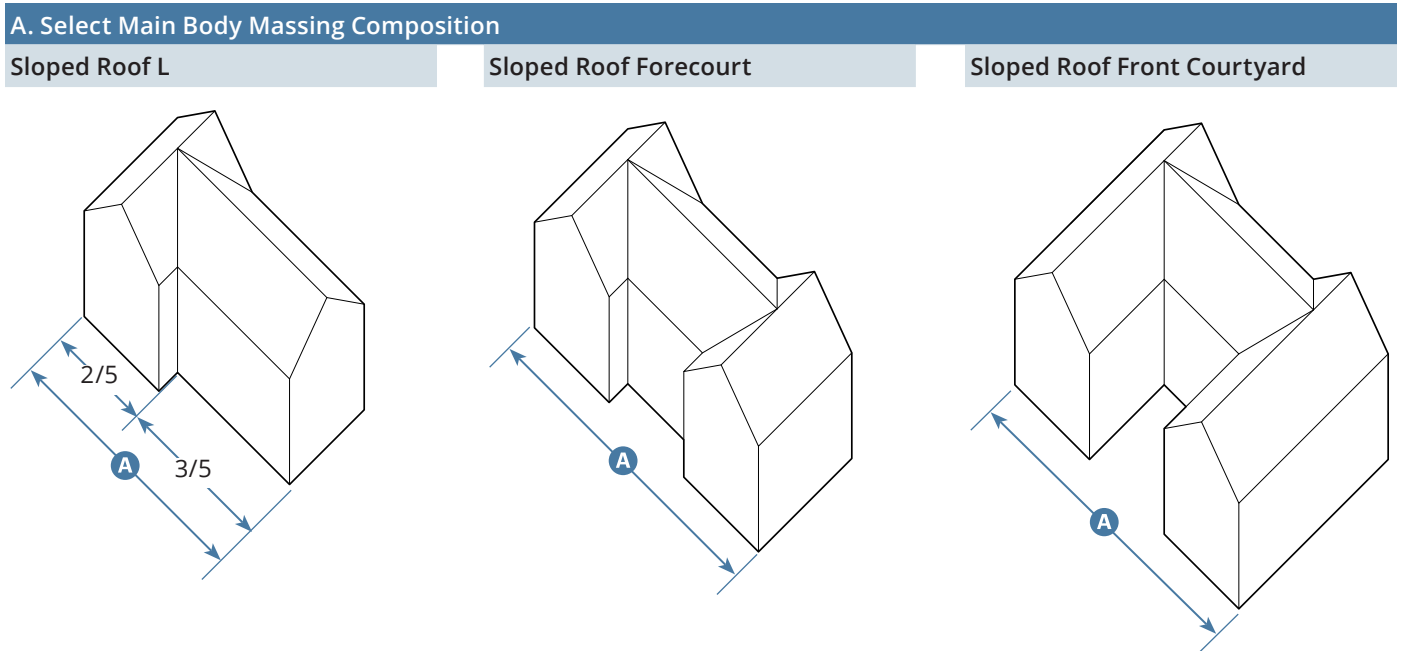 A. Select Main Body Massing Composition
Sloped Roof L
Sloped Roof Forecourt
Sloped Roof Front Courtyard
2/5
A
3/5
A
A